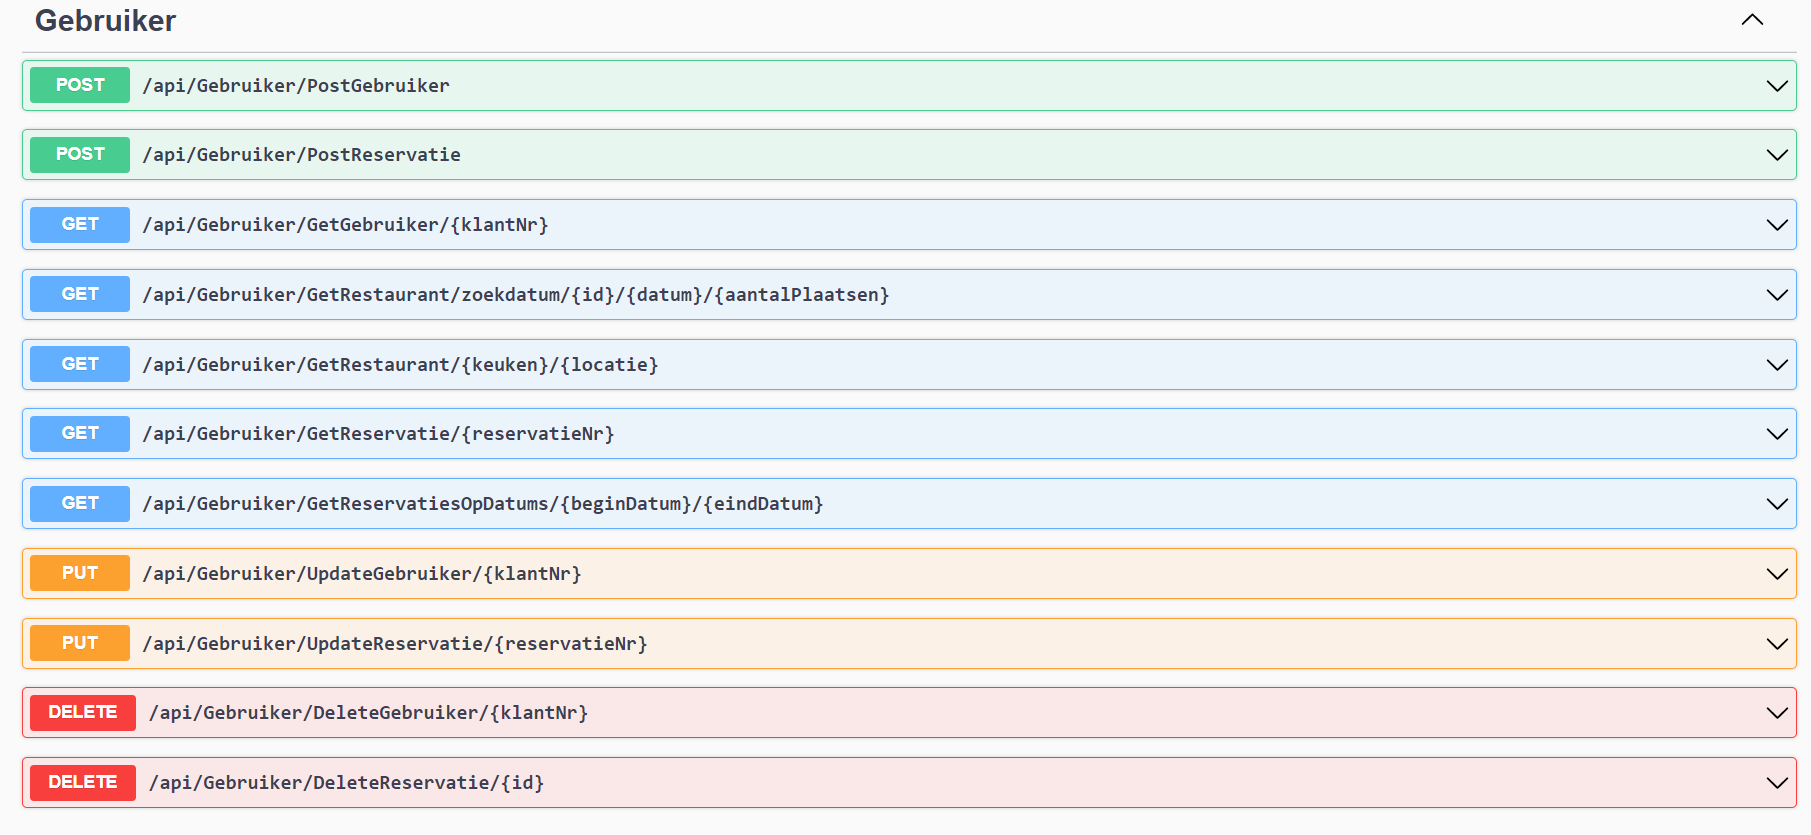 Gebruiker
POST /api/Gebruiker/PostGebruiker
POST /api/Gebruiker/PostReservatie
GET /api/Gebruiker/GetGebruiker/{klantNr}
GET /api/Gebruiker/GetRestaurant/zoekdatum/{id}/{datum}/{aantalPlaatsen}
GET /api/Gebruiker/GetRestaurant/{keuken}/{locatie}
GET /api/Gebruiker/GetReservatie/{reservatieNr}
GET /api/Gebruiker/GetReservatiesOpDatums/{beginDatum}/{eindDatum}
PUT /api/Gebruiker/UpdateGebruiker/{klantNr}
PUT /api/Gebruiker/UpdateReservatie/{reservatieNr}
DELETE /api/Gebruiker/DeleteGebruiker/{klantNr}
DELETE /api/Gebruiker/DeleteReservatie/{id}